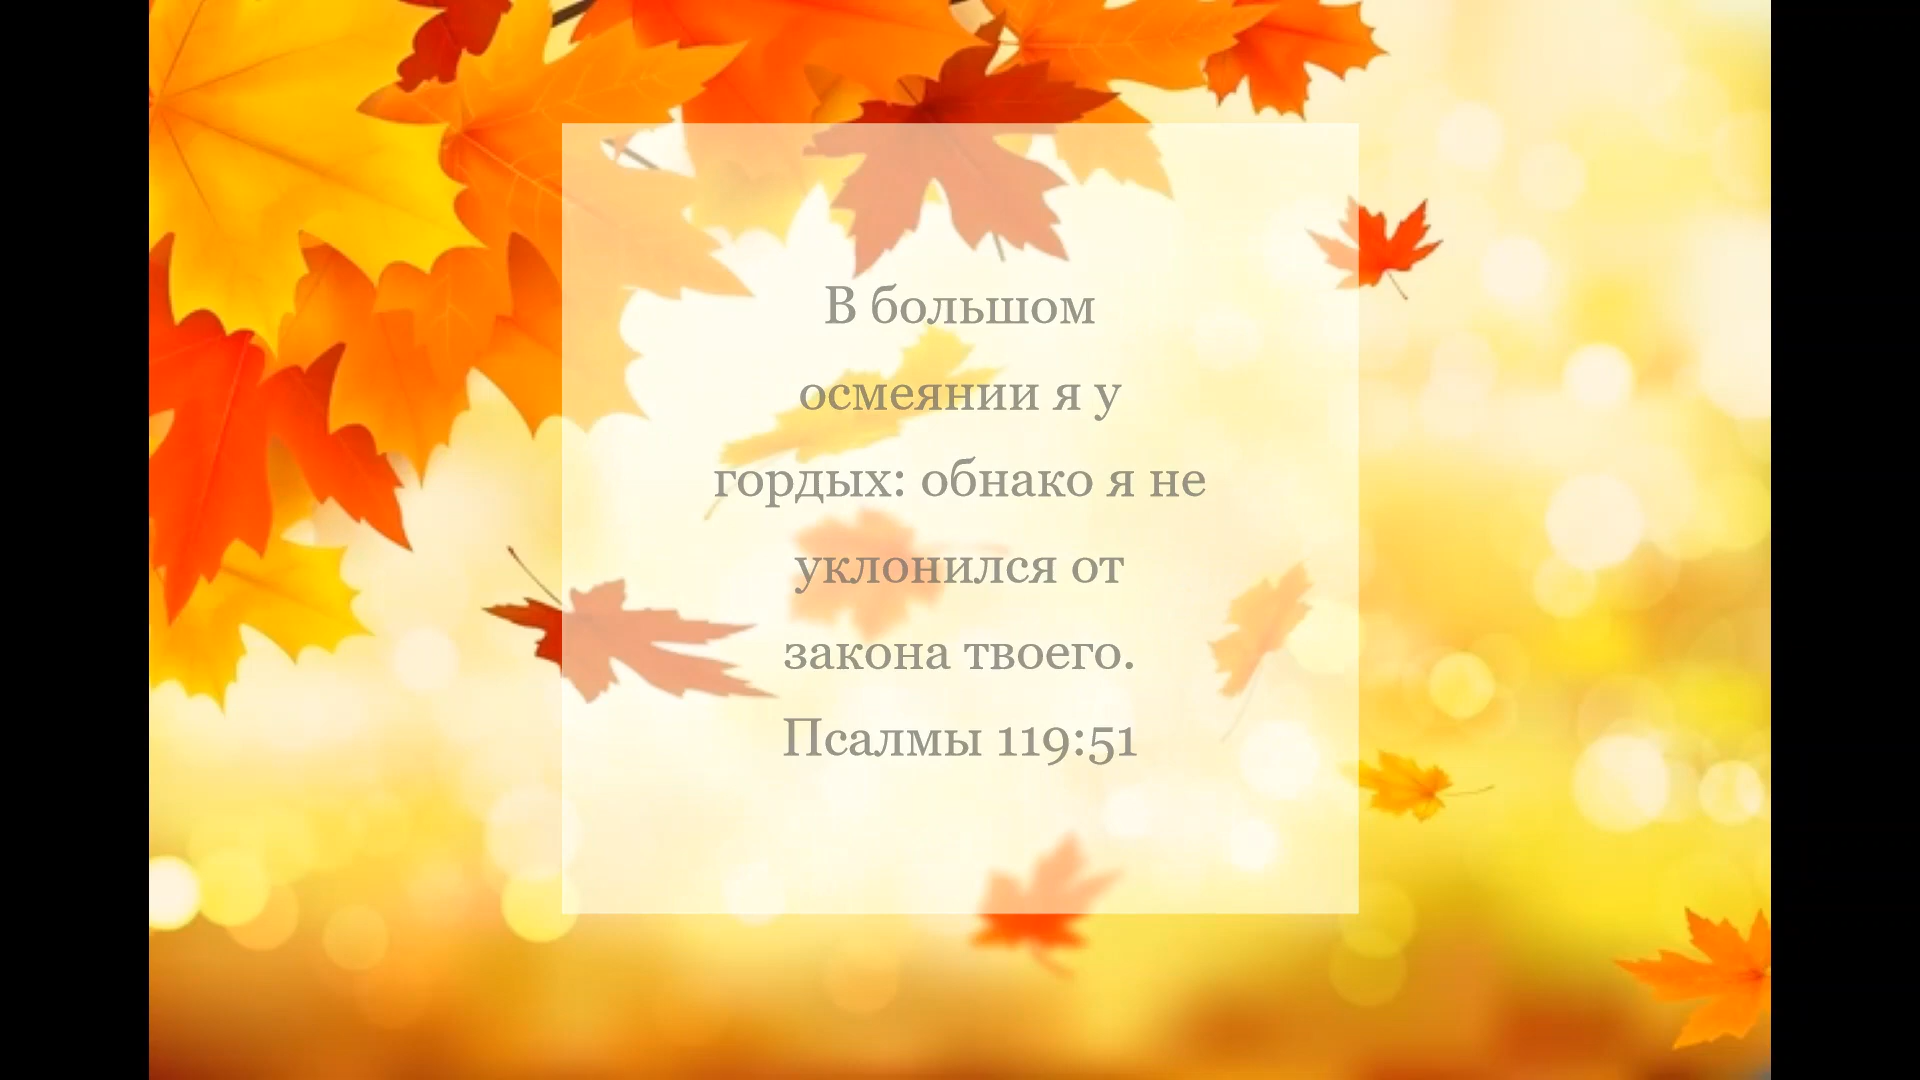 В большом
осмеянии я у
гордых: обнако я не
уклонился от
закона твоего.
Псалмы 119:51